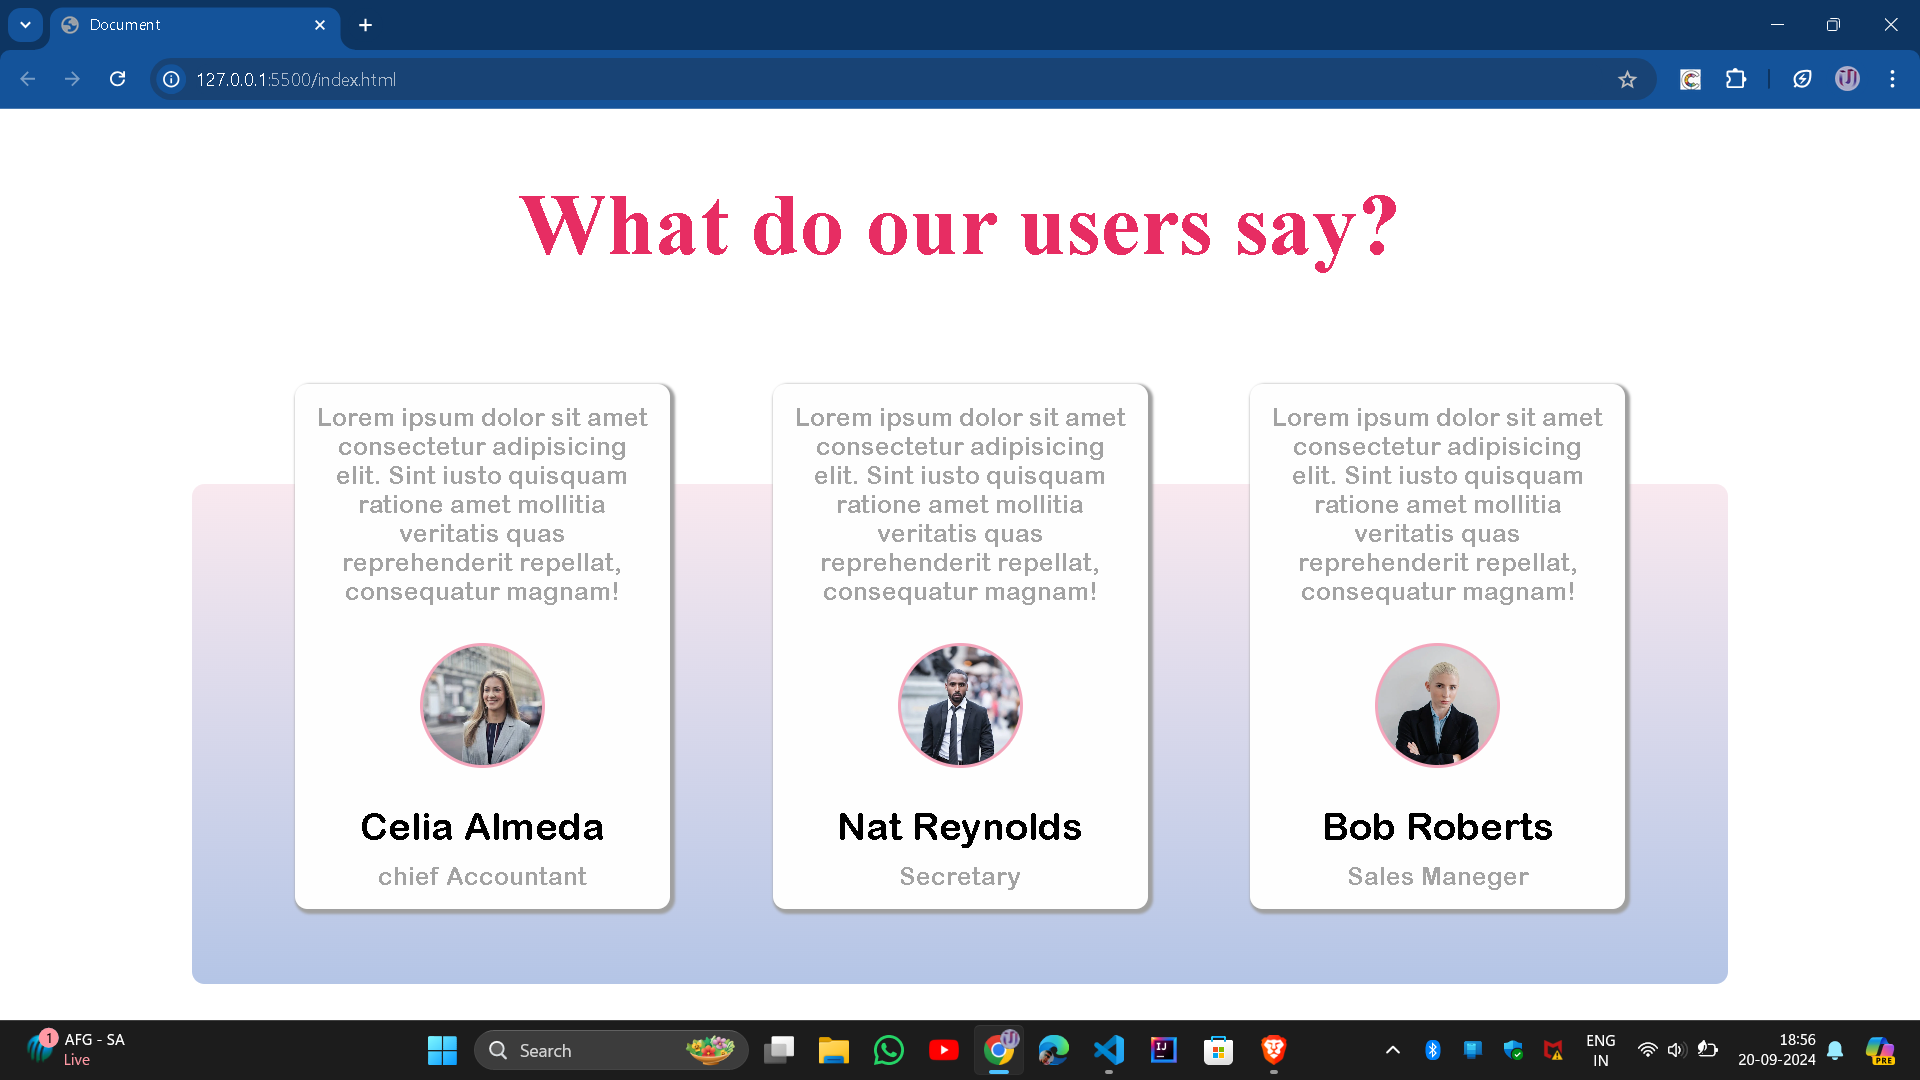 Document
127.0.0.1:5500/index.html
What do our users say?
Lorem ipsum dolor sit amet
consectetur adipisicing
elit. Sint iusto quisquam
ratione amet mollitia
veritatis quas
reprehenderit repellat,
consequatur magnam!
Celia Almeda
chief Accountant
Lorem ipsum dolor sit amet
consectetur adipisicing
elit. Sint iusto quisquam
ratione amet mollitia
veritatis quas
reprehenderit repellat,
consequatur magnam!
Nat Reynolds
Secretary
Lorem ipsum dolor sit amet
consectetur adipisicing
elit. Sint iusto quisquam
ratione amet mollitia
veritatis quas
reprehenderit repellat,
consequatur magnam!
Bob Roberts
Sales Maneger
1
AFG - SA
Live
Search
IJ
ENG
IN
18:56
20-09-2024
PRE